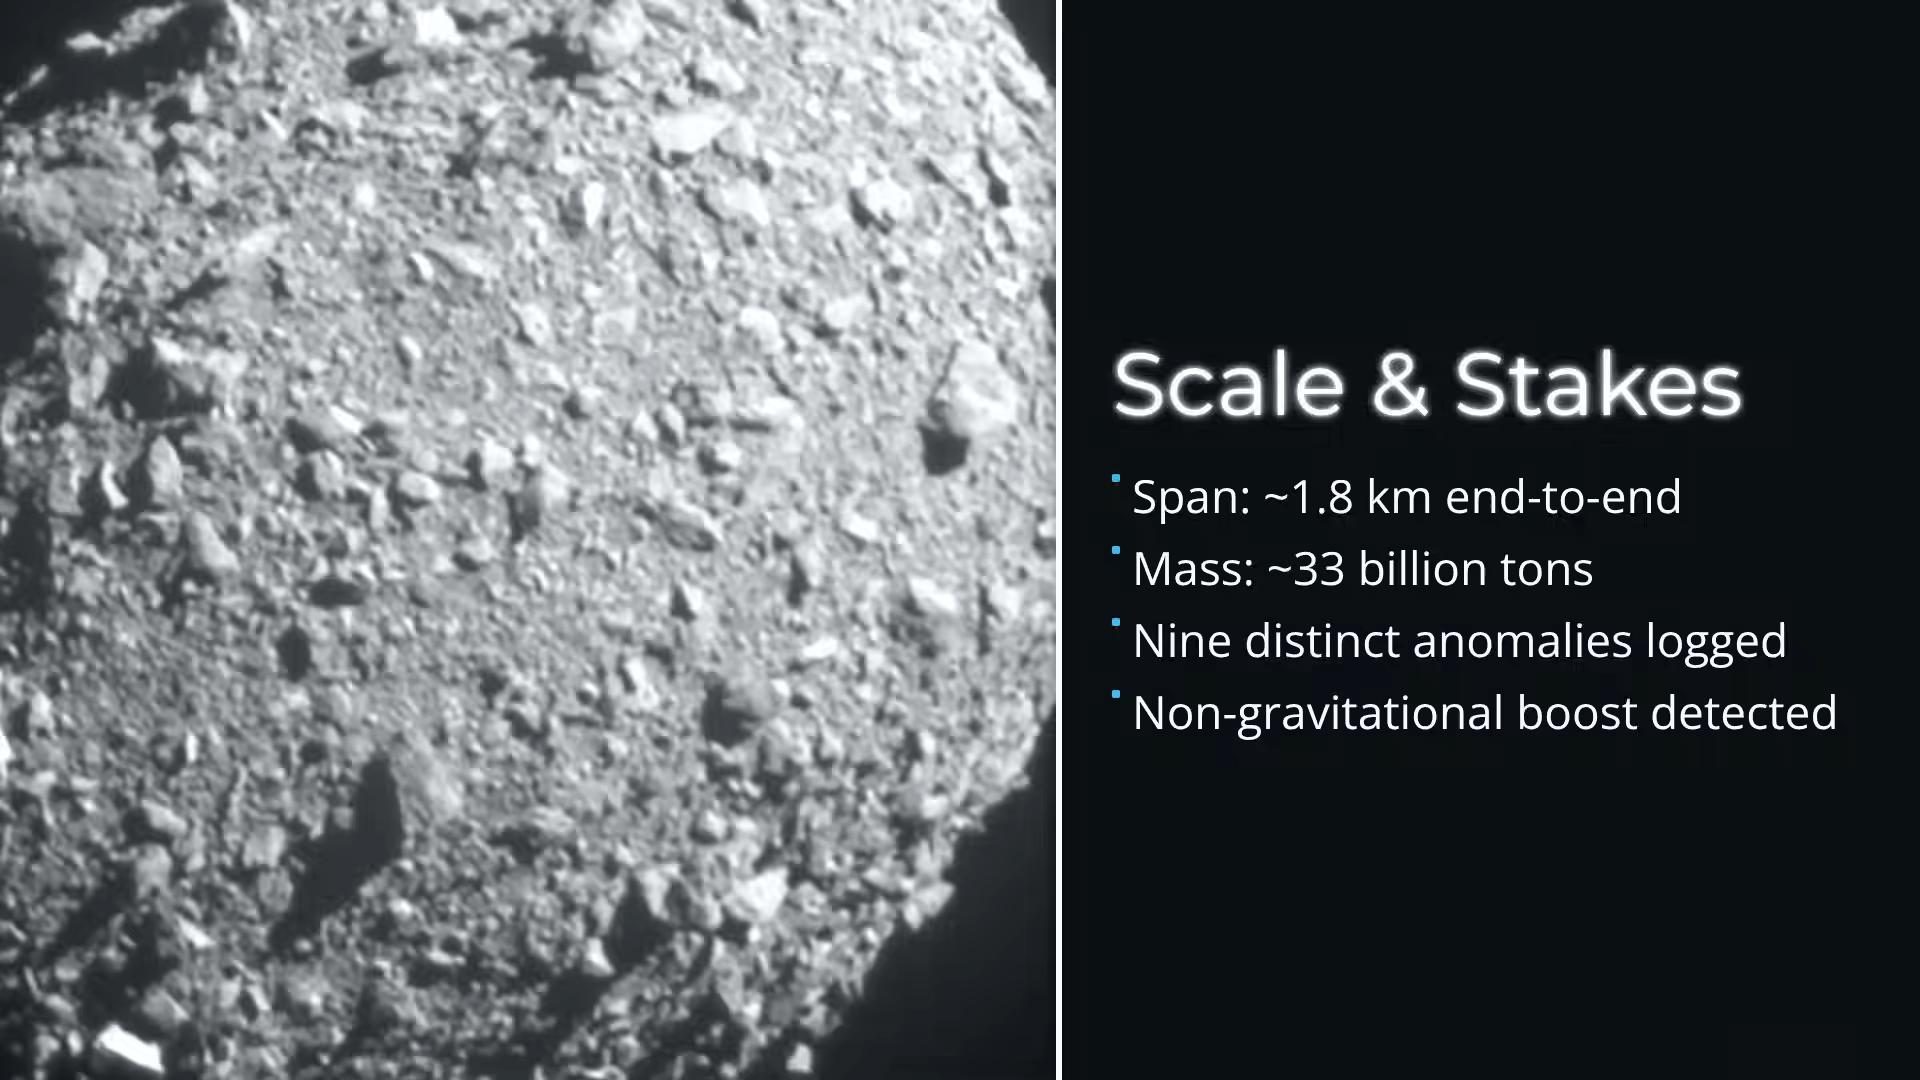 Scale & Stakes
Span: ~1.8 km end-to-end
Mass: ~33 billion tons
Nine distinct anomalies logged
Non-gravitational boost detected